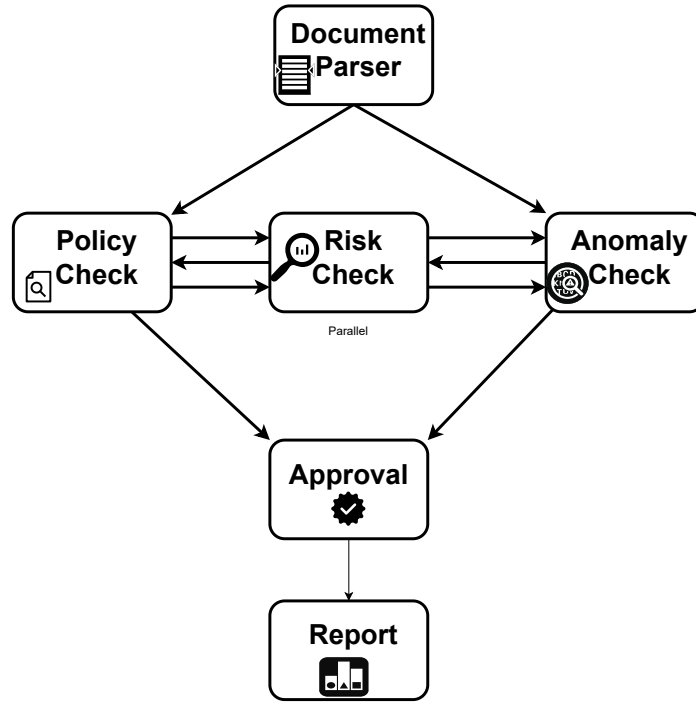 Document
Parser
Policy
Check
Risk
Check
Anomaly
Check
Parallel
Approval
Report